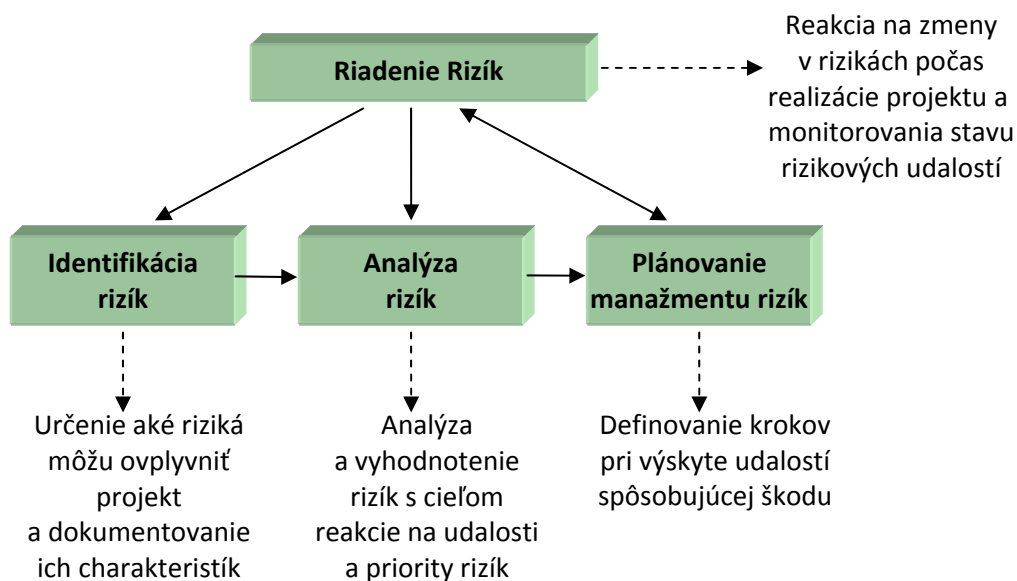 Riadenie Rizík
Reakcia na zmeny
v rizikách počas
realizácie projektu a
monitorovania stavu
rizikových udalostí
Identifikácia
rizík
Analýza
rizík
Plánovanie
manažmentu rizík
Určenie aké riziká
môžu ovplyvniť
projekt
a dokumentovanie
ich charakteristík
Analýza
a vyhodnotenie
rizík s cieľom
reakcie na udalosti
a priority rizík
Definovanie krokov
pri výskyte udalostí
spôsobujúcej škodu